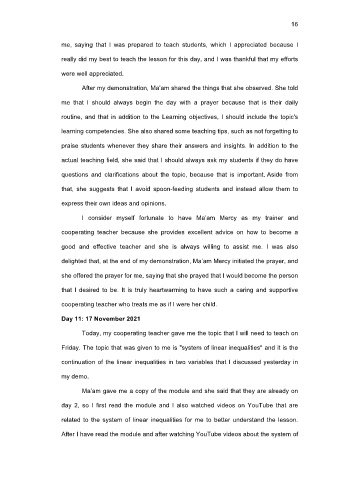 16
me, saying that I was prepared to teach students, which I appreciated because I
really did my best to teach the lesson for this day, and I was thankful that my efforts
were well appreciated.
After my demonstration, Ma'am shared the things that she observed. She told
me that I should always begin the day with a prayer because that is their daily
routine, and that in addition to the Learning objectives, I should include the topic's
learning competencies. She also shared some teaching tips, such as not forgetting to
praise students whenever they share their answers and insights. In addition to the
actual teaching field, she said that I should always ask my students if they do have
questions and clarifications about the topic, because that is important. Aside from
that, she suggests that I avoid spoon-feeding students and instead allow them to
express their own ideas and opinions.
I consider myself fortunate to have Ma'am Mercy as my trainer and
cooperating teacher because she provides excellent advice on how to become a
good and effective teacher and she is always willing to assist me. I was also
delighted that, at the end of my demonstration, Ma'am Mercy initiated the prayer, and
she offered the prayer for me, saying that she prayed that I would become the person
that I desired to be. It is truly heartwarming to have such a caring and supportive
cooperating teacher who treats me as if I were her child.
Day 11: 17 November 2021
Today, my cooperating teacher gave me the topic that I will need to teach on
Friday. The topic that was given to me is "system of linear inequalities" and it is the
continuation of the linear inequalities in two variables that I discussed yesterday in
my demo.
Ma'am gave me a copy of the module and she said that they are already on
day 2, so I first read the module and I also watched videos on YouTube that are
related to the system of linear inequalities for me to better understand the lesson.
After I have read the module and after watching YouTube videos about the system of